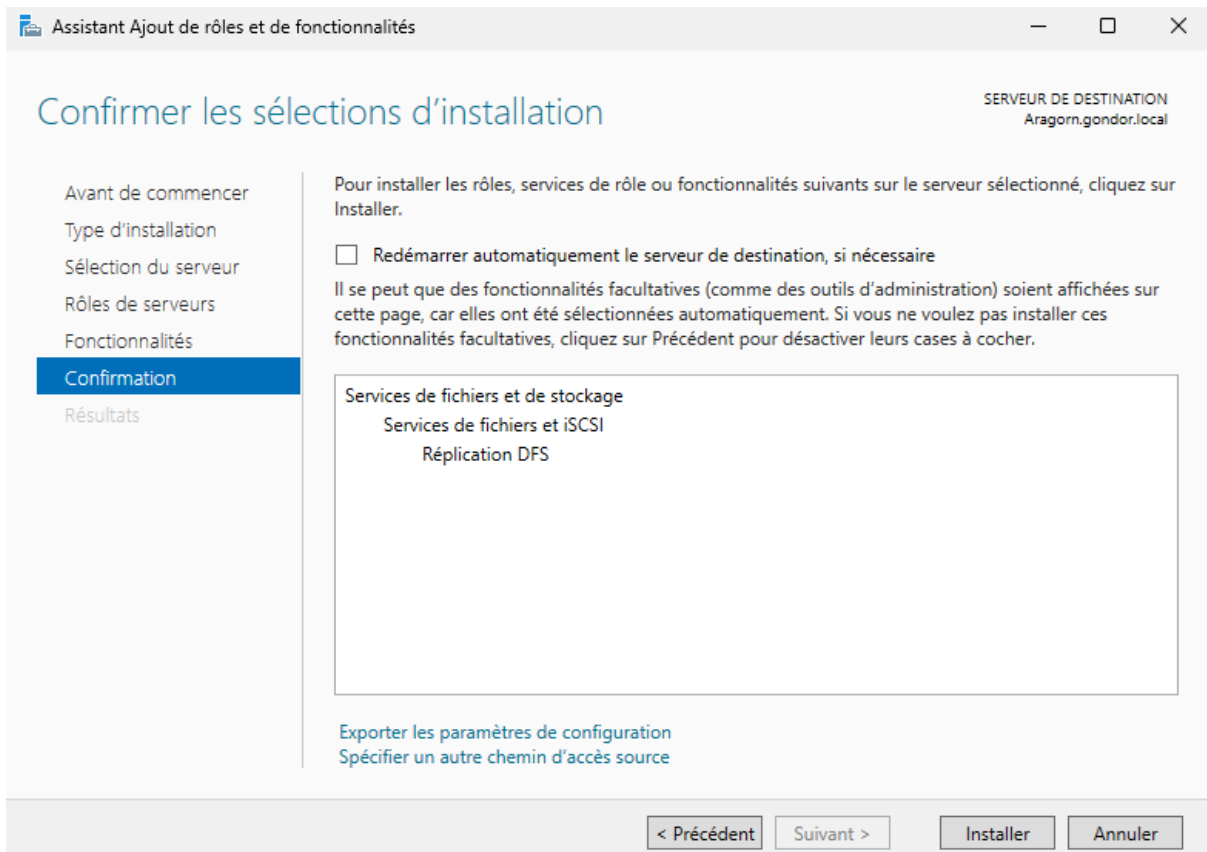 Assistant Ajout de rôles et de fonctionnalités
Confirmer les sélections d'installation
SERVEUR DE DESTINATION
Aragorn.gondor.local
Avant de commencer
Type d'installation
Sélection du serveur
Rôles de serveurs
Fonctionnalités
Confirmation
Résultats
Pour installer les rôles, services de rôle ou fonctionnalités suivants sur le serveur sélectionné, cliquez sur
Installer.
Redémarrer automatiquement le serveur de destination, si nécessaire
Il se peut que des fonctionnalités facultatives (comme des outils d'administration) soient affichées sur
cette page, car elles ont été sélectionnées automatiquement. Si vous ne voulez pas installer ces
fonctionnalités facultatives, cliquez sur Précédent pour désactiver leurs cases à cocher.
Services de fichiers et de stockage
Services de fichiers et iSCSI
Réplication DFS
Exporter les paramètres de configuration
Spécifier un autre chemin d'accès source
< Précédent
Suivant >
Installer
Annuler